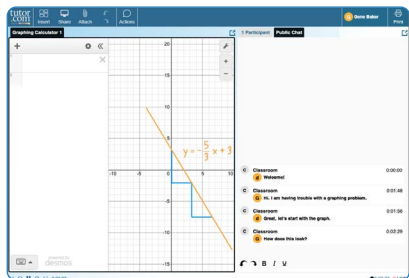 tutor
.com
Insert
Share
Attach
Actions
Gene Baker
Print
Graphing Calculator 1
1 Participant
Public Chat
20
15
10
5
-10
-5
0
5
10
-5
-10
-15
y = -5/3 x + 3
powered by
desmos
C Classroom 0:00:00
Welcome!
C Classroom 0:01:48
G Hi. I am having trouble with a graphing problem.
C Classroom 0:01:56
Great, let's start with the graph.
C Classroom 0:02:29
G How does this look?
B I U